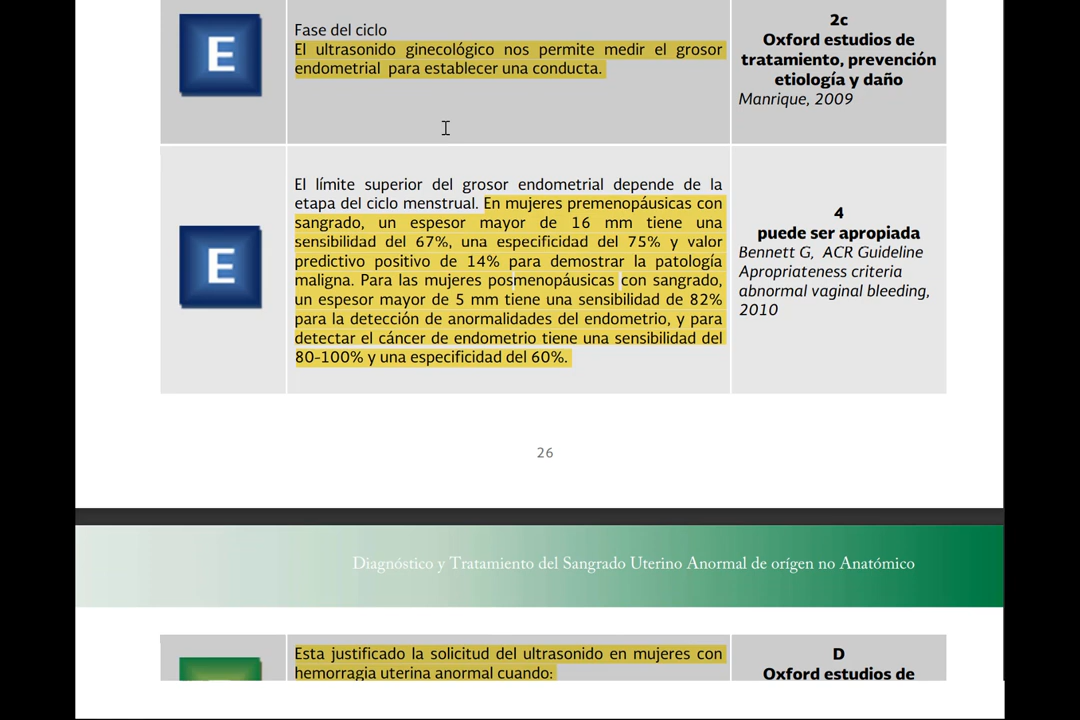 E
Fase del ciclo
El ultrasonido ginecológico nos permite medir el grosor
endometrial para establecer una conducta.
2c
Oxford estudios de
tratamiento, prevención
etiología y daño
Manrique, 2009
E
El límite superior del grosor endometrial depende de la
etapa del ciclo menstrual. En mujeres premenopáusicas con
sangrado, un espesor mayor de 16 mm tiene una
sensibilidad del 67%, una especificidad del 75% y valor
predictivo positivo de 14% para demostrar la patología
maligna. Para las mujeres posmenopáusicas con sangrado,
un espesor mayor de 5 mm tiene una sensibilidad de 82%
para la detección de anormalidades del endometrio, y para
detectar el cáncer de endometrio tiene una sensibilidad del
80-100% y una especificidad del 60%.
4
puede ser apropiada
Bennett G, ACR Guideline
Apropriateness criteria
abnormal vaginal bleeding,
2010
26
Diagnóstico y Tratamiento del Sangrado Uterino Anormal de orígen no Anatómico
Esta justificado la solicitud del ultrasonido en mujeres con
hemorragia uterina anormal cuando:
D
Oxford estudios de